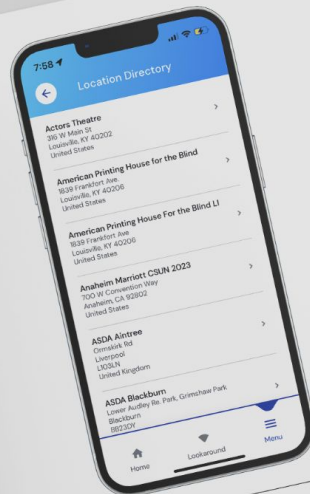 7:58
Location Directory
Actors Theatre
316 W Main St
Louisville, KY 40202
United States
American Printing House for the Blind
1839 Frankfort Ave
Louisville, KY 40206
United States
American Printing House For the Blind LI
1839 Frankfort Ave
Louisville, KY 40206
United States
Anaheim Marriott CSUN 2023
700 W Convention Way
Anaheim, CA 92802
United States
ASDA Aintree
Ormskirk Rd
Liverpool
L103LN
United Kingdom
ASDA Blackburn
Lower Audley Re. Park, Grimshaw Park
Blackburn
BB23DY
Home
Lookaround
Menu